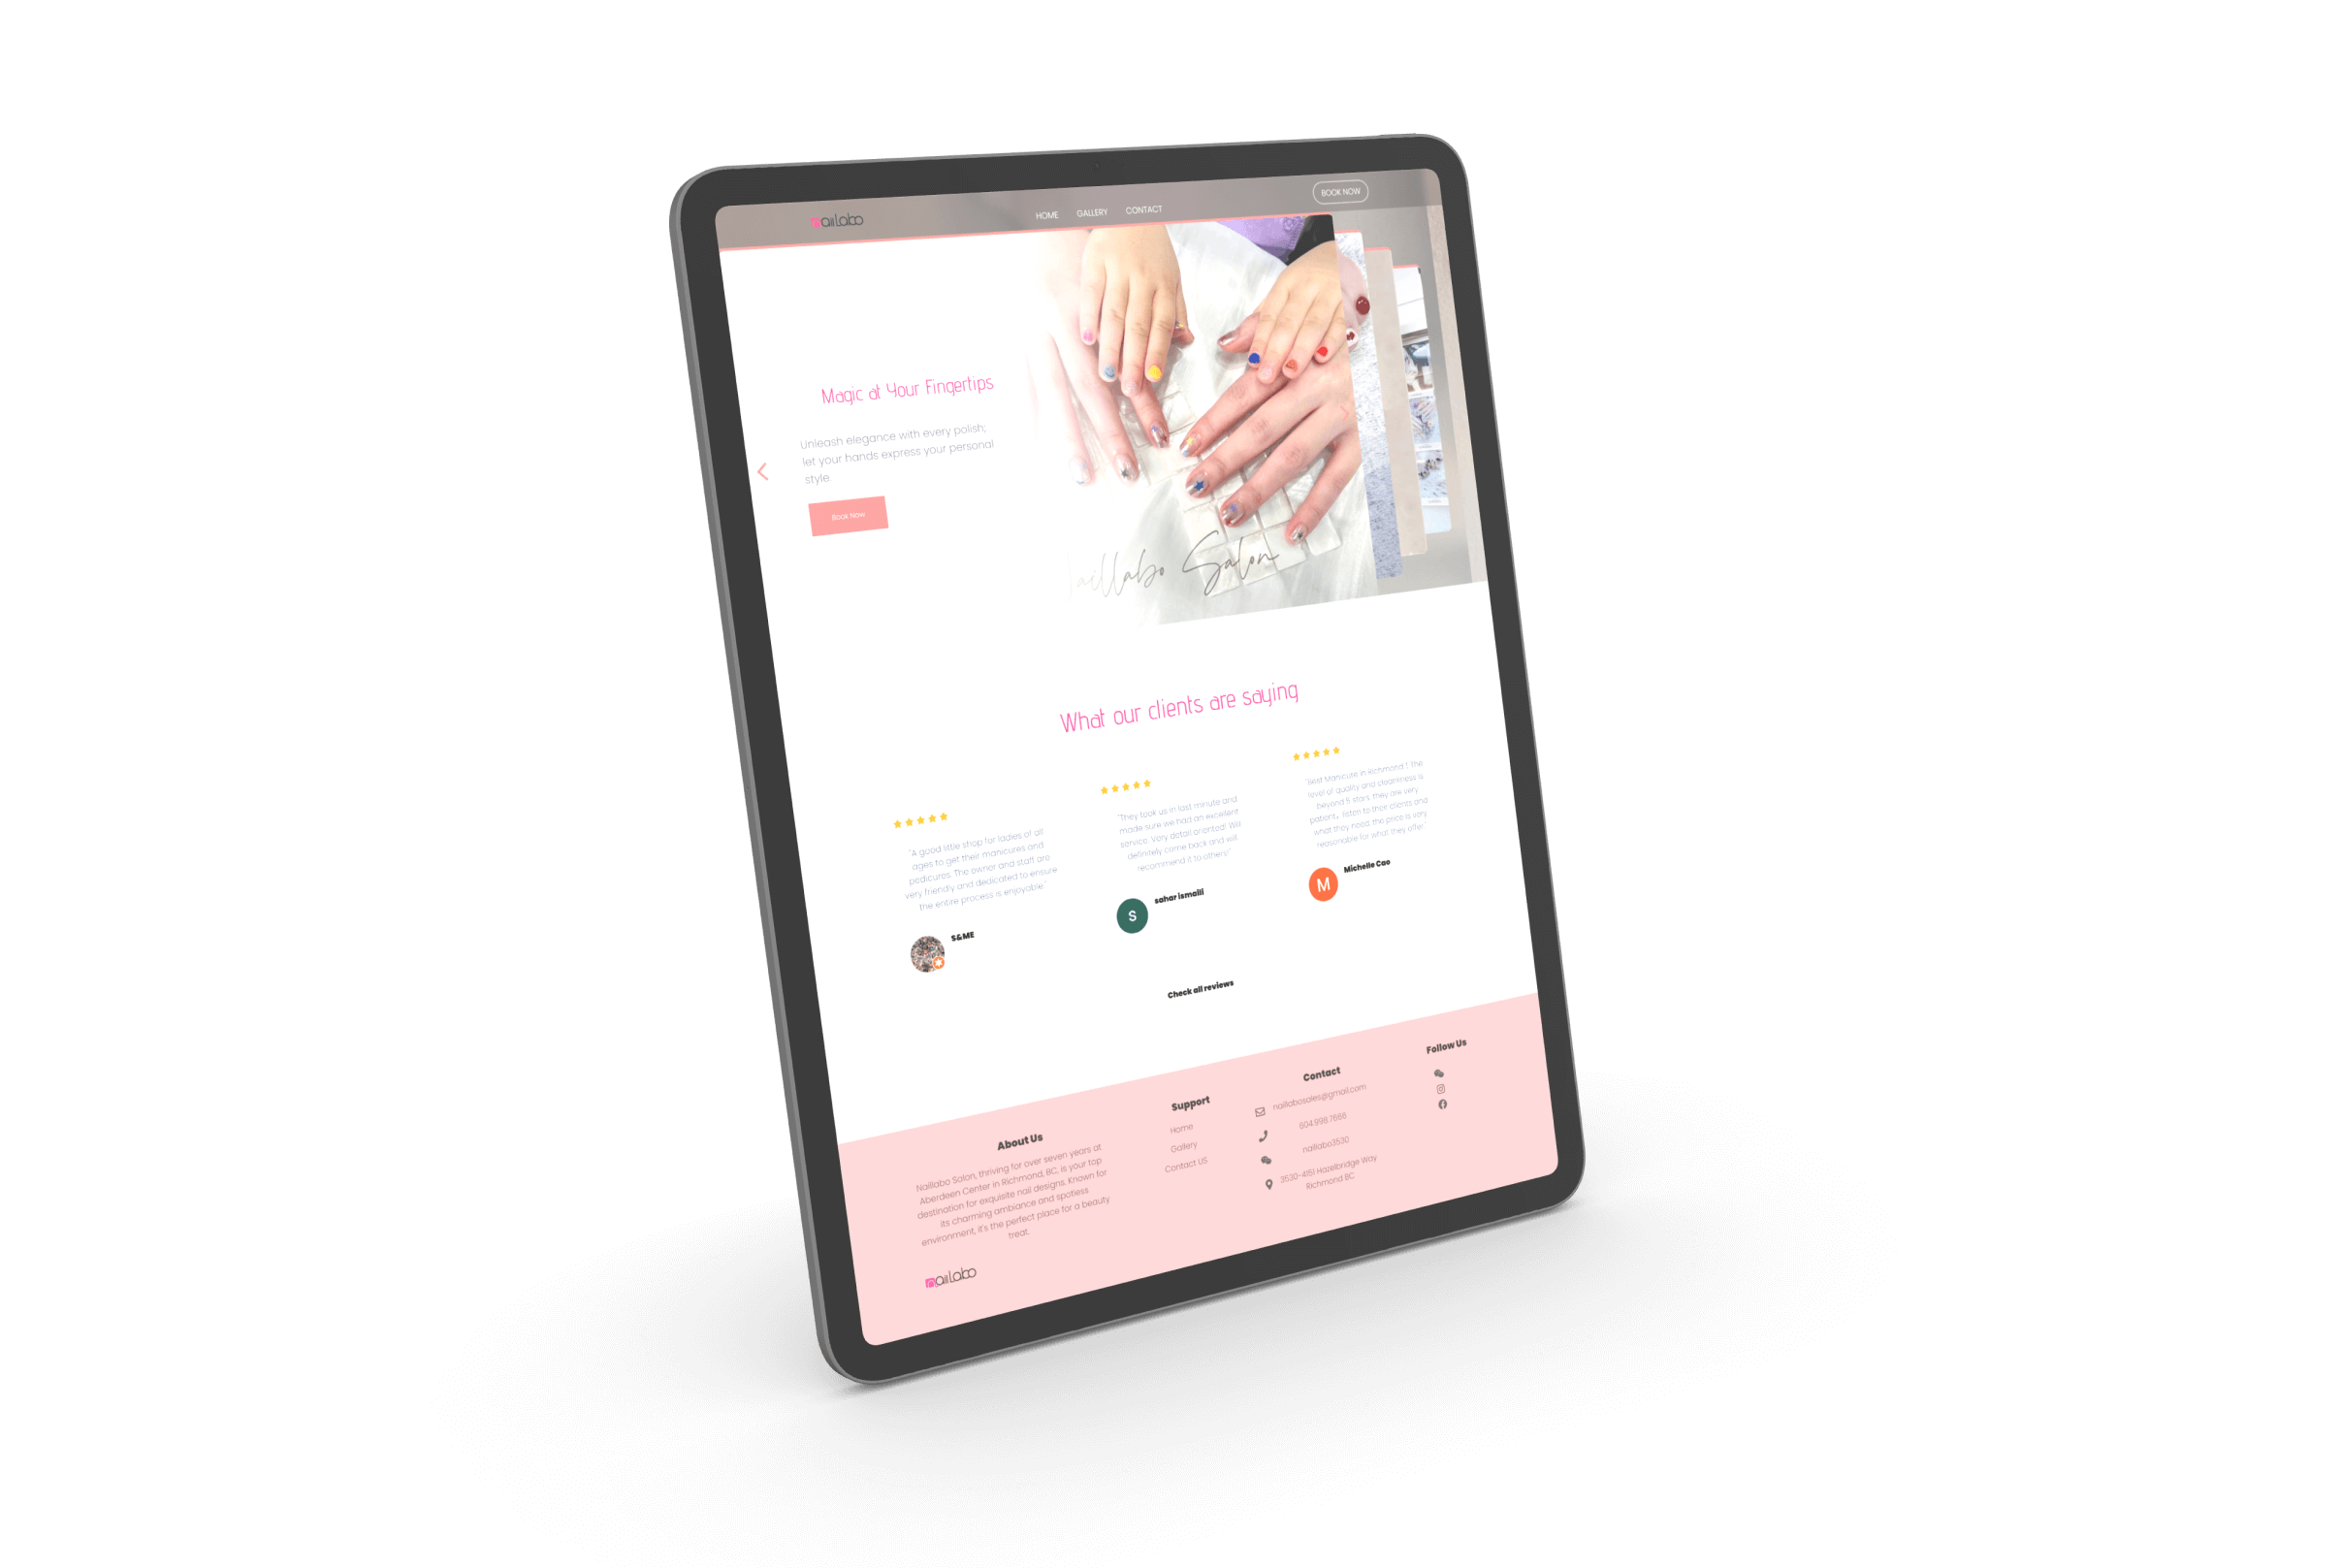 nailLabo
HOME
GALLERY
CONTACT
BOOK NOW
Magic at Your Fingertips
Unleash elegance with every polish;
let your hands express your personal
style.
Book Now
aillabo Salon
What our clients are saying
"A good little shop for ladies of all
ages to get their manicures and
pedicures. The owner and staff are
very friendly and dedicated to ensure
the entire process is enjoyable."
S&ME
"They took us in last minute and
made sure we had an excellent
service. Very detail oriented! Will
definitely come back and will
recommend it to others!"
S
sahar ismaili
"Best Manicuse in Richmond ! The
level of quality and cleanliness is
beyond 5 stars. they are very
patient, listen to their clients and
what they need. the price is very
reasonable for what they offer"
M
Michelle Cao
Check all reviews
About Us
Naillabo Salon, thriving for over seven years at
Aberdeen Center in Richmond, BC, is your top
destination for exquisite nail designs. Known for
its charming ambiance and spotless
environment, it's the perfect place for a beauty
treat.
nailLabo
Support
Home
Gallery
Contact US
Contact
naillabosales@gmail.com
604.998.7666
naillabo3530
3530-4151 Hazelbridge Way
Richmond BC
Follow Us